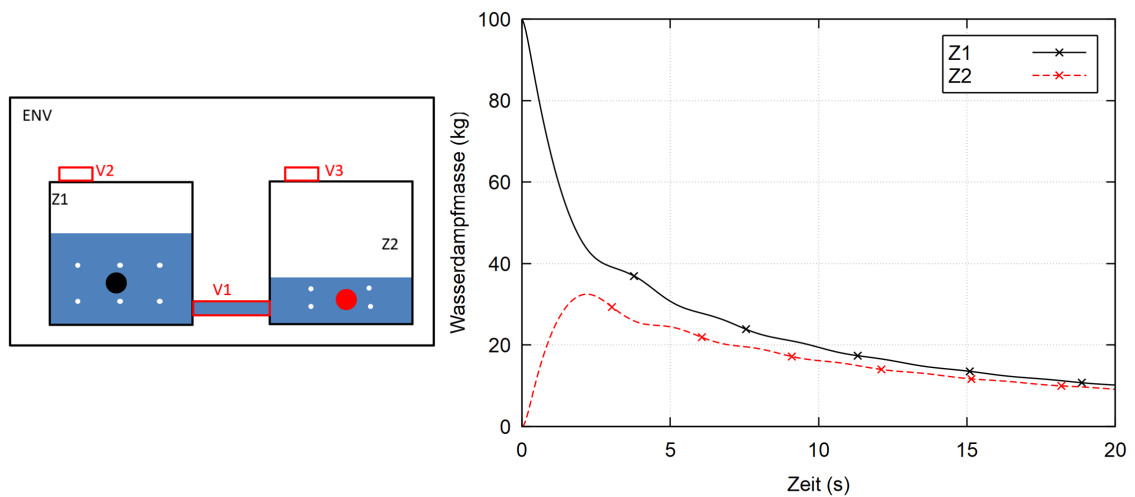 ENV
V2
V3
Z1
Z2
V1
Wasserdampfmasse (kg)
100
80
60
40
20
0
Z1
Z2
0
5
10
15
20
Zeit (s)